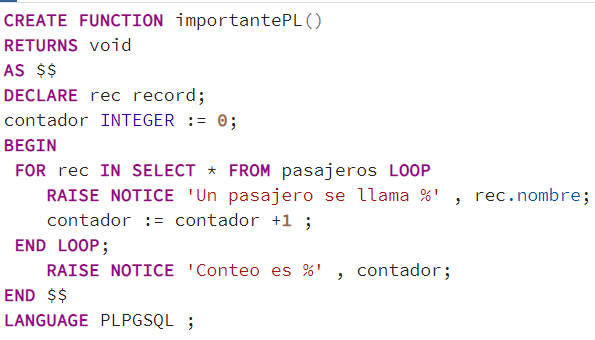 CREATE FUNCTION importantePL()
RETURNS void
AS $$
DECLARE rec record;
contador INTEGER := 0;
BEGIN
FOR rec IN SELECT * FROM pasajeros LOOP
RAISE NOTICE 'Un pasajero se llama %' , rec.nombre;
contador := contador +1 ;
END LOOP;
RAISE NOTICE 'Conteo es %' , contador;
END $$
LANGUAGE PLPGSQL ;